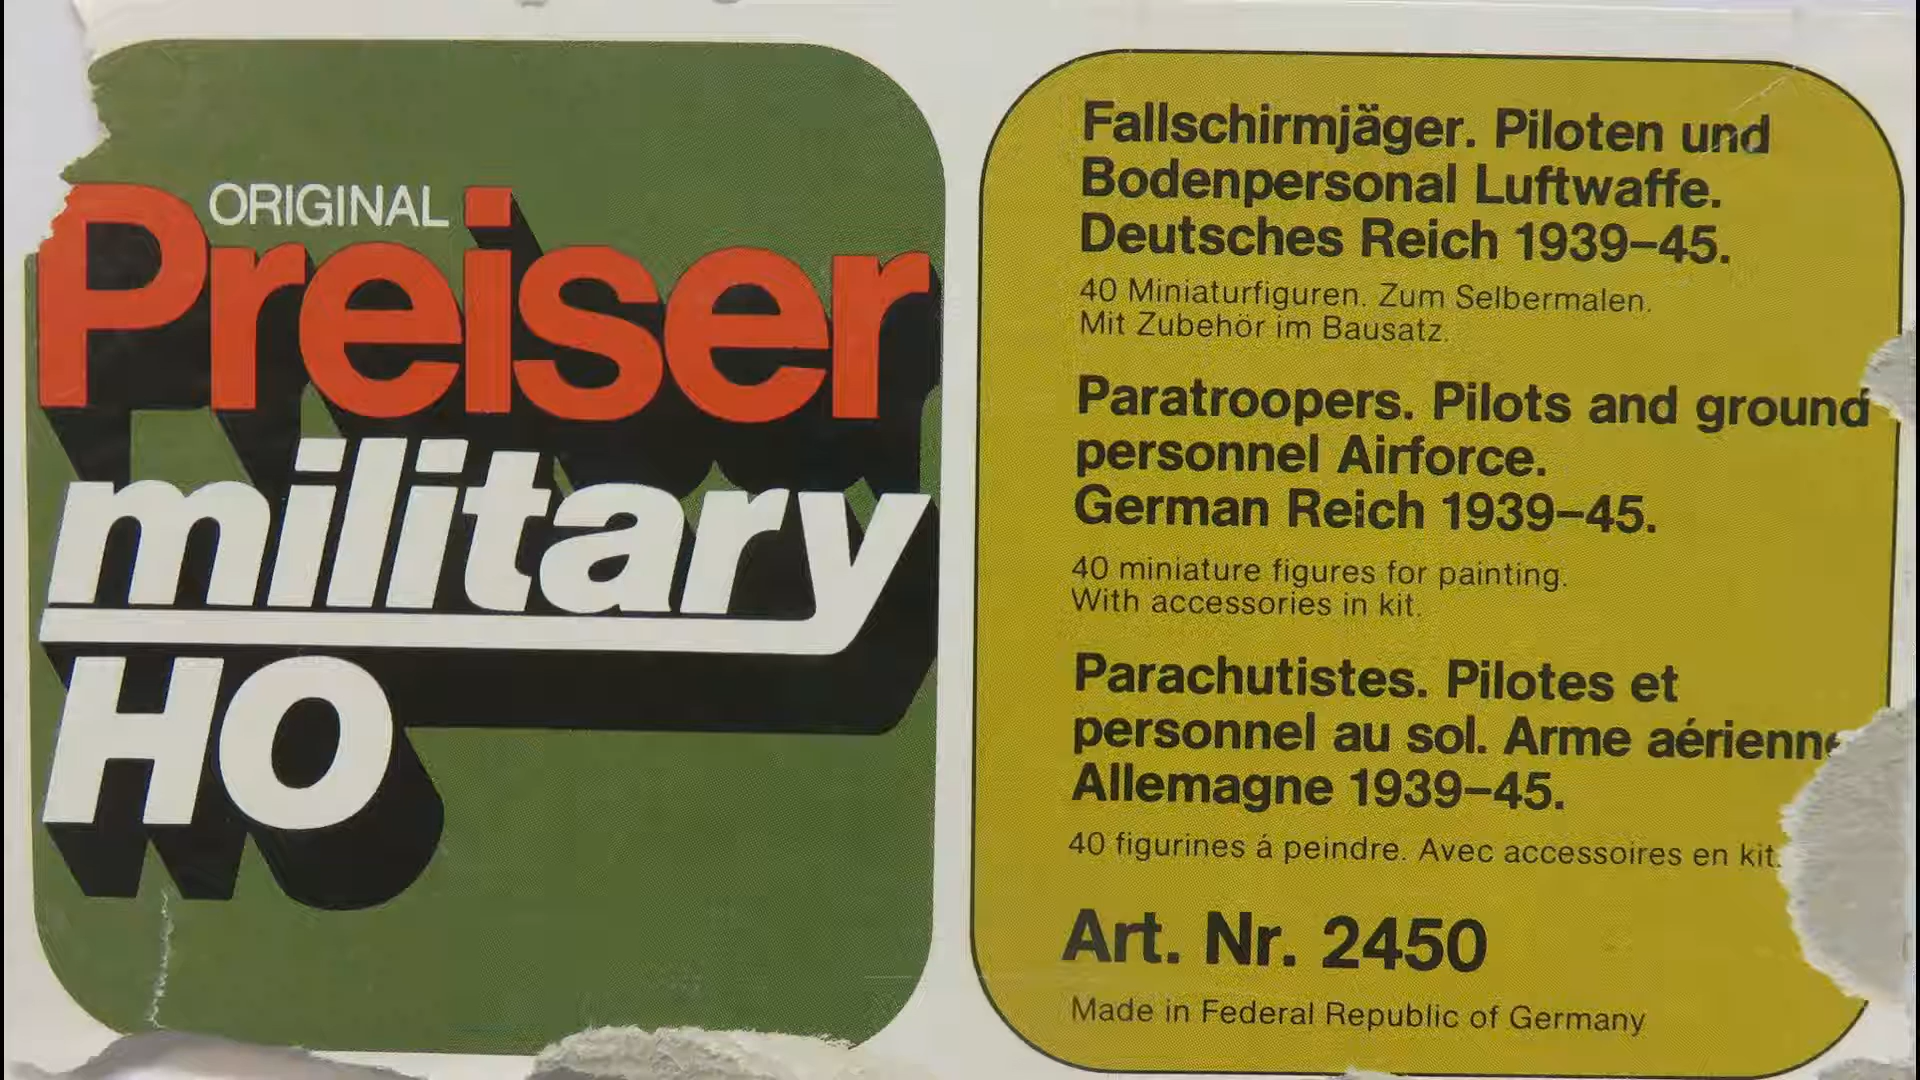 ORIGINAL
Preiser
military
HO
Fallschirmjäger. Piloten und
Bodenpersonal Luftwaffe.
Deutsches Reich 1939–45.
40 Miniaturfiguren. Zum Selbermalen.
Mit Zubehör im Bausatz.
Paratroopers. Pilots and ground
personnel Airforce.
German Reich 1939–45.
40 miniature figures for painting.
With accessories in kit.
Parachutistes. Pilotes et
personnel au sol. Arme aérienne
Allemagne 1939–45.
40 figurines á peindre. Avec accessoires en kit.
Art. Nr. 2450
Made in Federal Republic of Germany